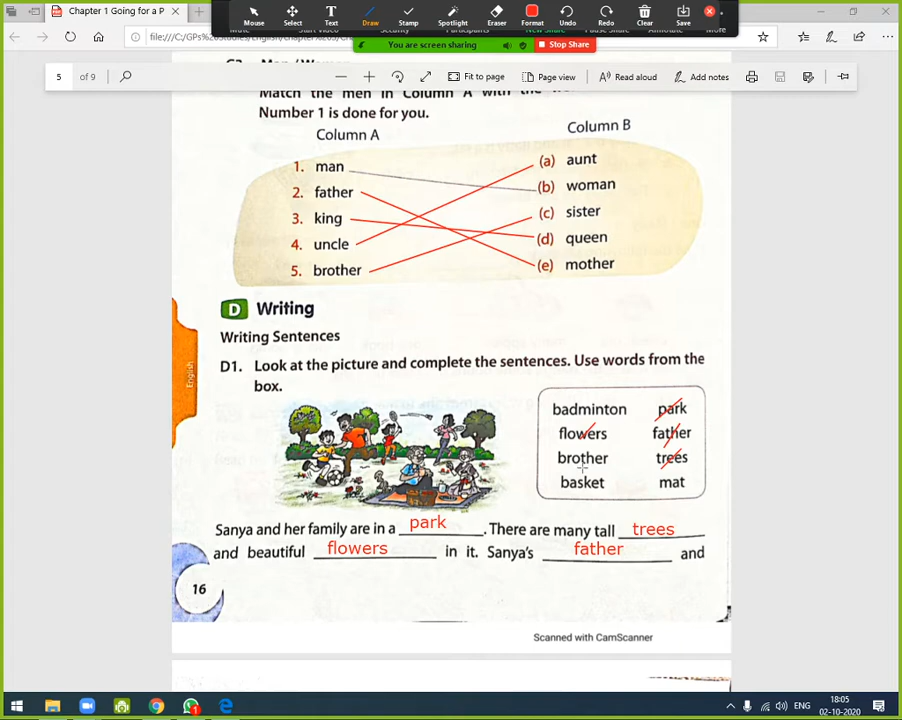 Chapter 1 Going for a P
Mouse Select Text Draw Stamp Spotlight Eraser Format Undo Redo Clear Save
You are screen sharing Stop Share
file:///C:/GPs
5 of 9 Fit to page Page view Read aloud Add notes
Match the men in Column A with the
Number 1 is done for you.
Column A Column B
1. man (a) aunt
2. father (b) woman
3. king (c) sister
4. uncle (d) queen
5. brother (e) mother
D Writing
Writing Sentences
English
D1. Look at the picture and complete the sentences. Use words from the
box.
badminton park
flowers father
brother trees
basket mat
Sanya and her family are in a park. There are many tall trees
and beautiful flowers in it. Sanya's father and
16
Scanned with CamScanner
18:05
02-10-2020